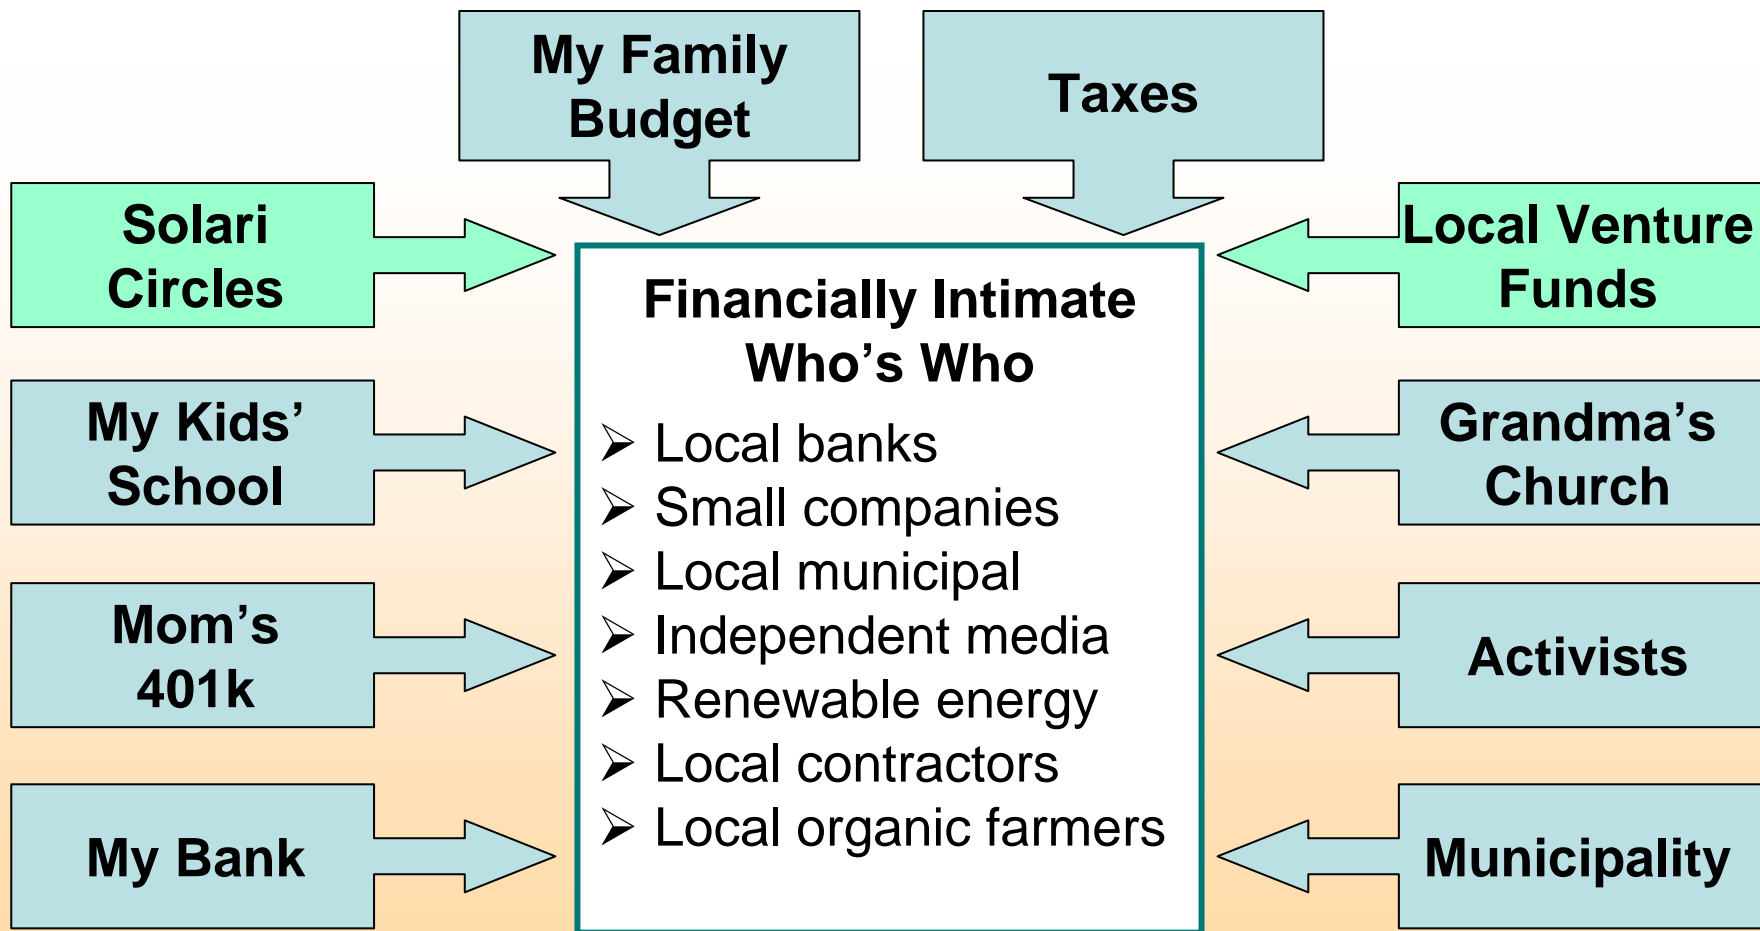 My Family
Budget
Taxes
Solari
Circles
Local Venture
Funds
Financially Intimate
Who’s Who
My Kids’
School
Grandma’s
Church
➢ Local banks
➢ Small companies
➢ Local municipal
➢ Independent media
➢ Renewable energy
➢ Local contractors
➢ Local organic farmers
Mom’s
401k
Activists
My Bank
Municipality